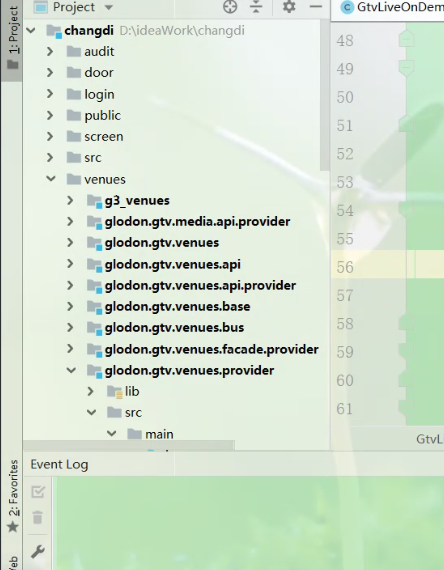 1: Project
Project
GtvLiveOnDem
changdi D:\ideaWork\changdi
audit
door
login
public
screen
src
venues
g3_venues
glodon.gtv.media.api.provider
glodon.gtv.venues
glodon.gtv.venues.api
glodon.gtv.venues.api.provider
glodon.gtv.venues.base
glodon.gtv.venues.bus
glodon.gtv.venues.facade.provider
glodon.gtv.venues.provider
lib
src
main
48
49
50
51
52
53
54
55
56
57
58
59
60
61
GtvL
Event Log
2: Favorites
eb